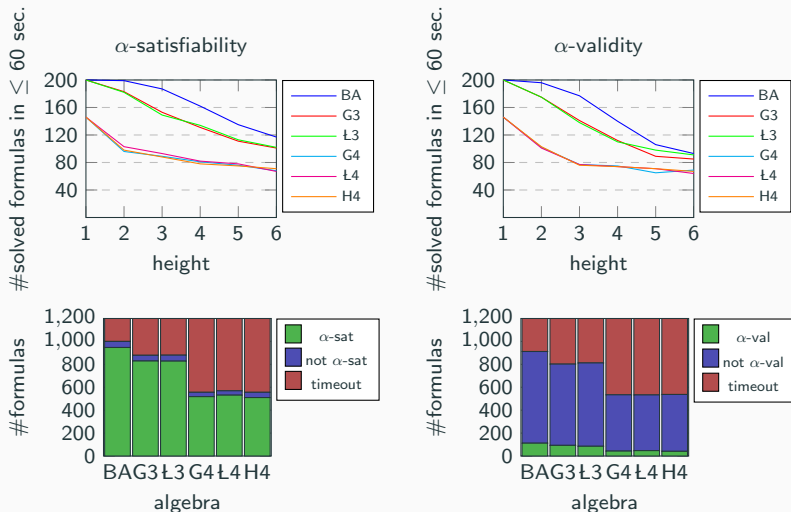 α-satisfiability
#solved formulas in ≤ 60 sec.
200
160
120
80
40
1 2 3 4 5 6
height
BA
G3
Ł3
G4
Ł4
H4
α-validity
#solved formulas in ≤ 60 sec.
200
160
120
80
40
1 2 3 4 5 6
height
BA
G3
Ł3
G4
Ł4
H4
#formulas
1,200
1,000
800
600
400
200
0
BA G3 Ł3 G4 Ł4 H4
algebra
α-sat
not α-sat
timeout
#formulas
1,200
1,000
800
600
400
200
0
BA G3 Ł3 G4 Ł4 H4
algebra
α-val
not α-val
timeout